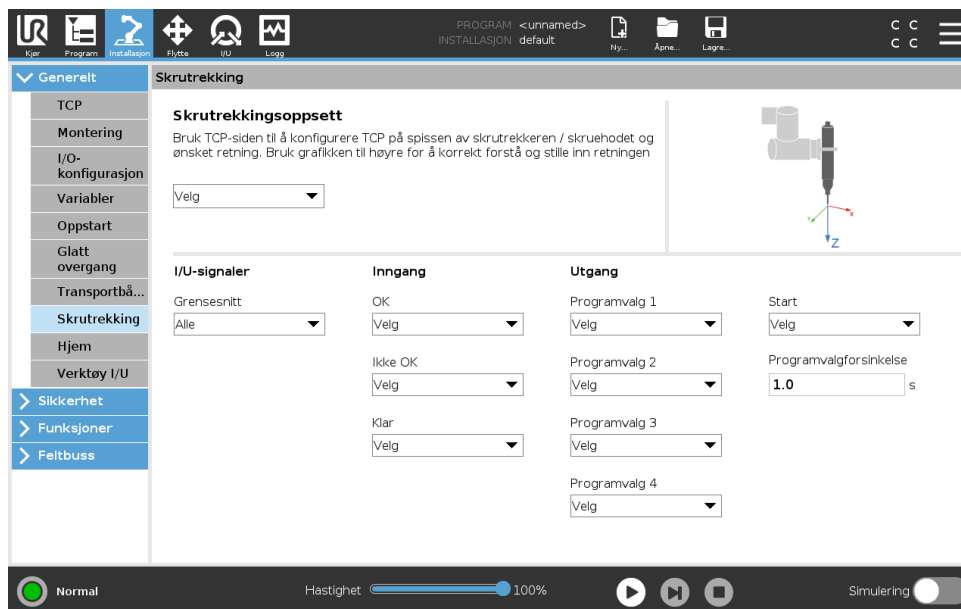 PROGRAM <unnamed>
INSTALLASJON default
Kjør
Program
Installasjon
Flytte
I/U
Logg
Ny...
Åpne...
Lagre...
C C
C C
Generelt
TCP
Montering
I/O-
konfigurasjon
Variabler
Oppstart
Glatt
overgang
Transportbå...
Skrutrekking
Hjem
Verktøy I/U
Sikkerhet
Funksjoner
Feltbuss
Skrutrekking
Skrutrekkingsoppsett
Bruk TCP-siden til å konfigurere TCP på spissen av skrutrekkeren / skruehodet og
ønsket retning. Bruk grafikken til høyre for å korrekt forstå og stille inn retningen
Velg
Y
X
Z
I/U-signaler
Grensesnitt
Alle
Inngang
OK
Velg
Ikke OK
Velg
Klar
Velg
Utgang
Programvalg 1
Velg
Programvalg 2
Velg
Programvalg 3
Velg
Programvalg 4
Velg
Start
Velg
Programvalgforsinkelse
1.0 s
Normal
Hastighet 100%
Simulering